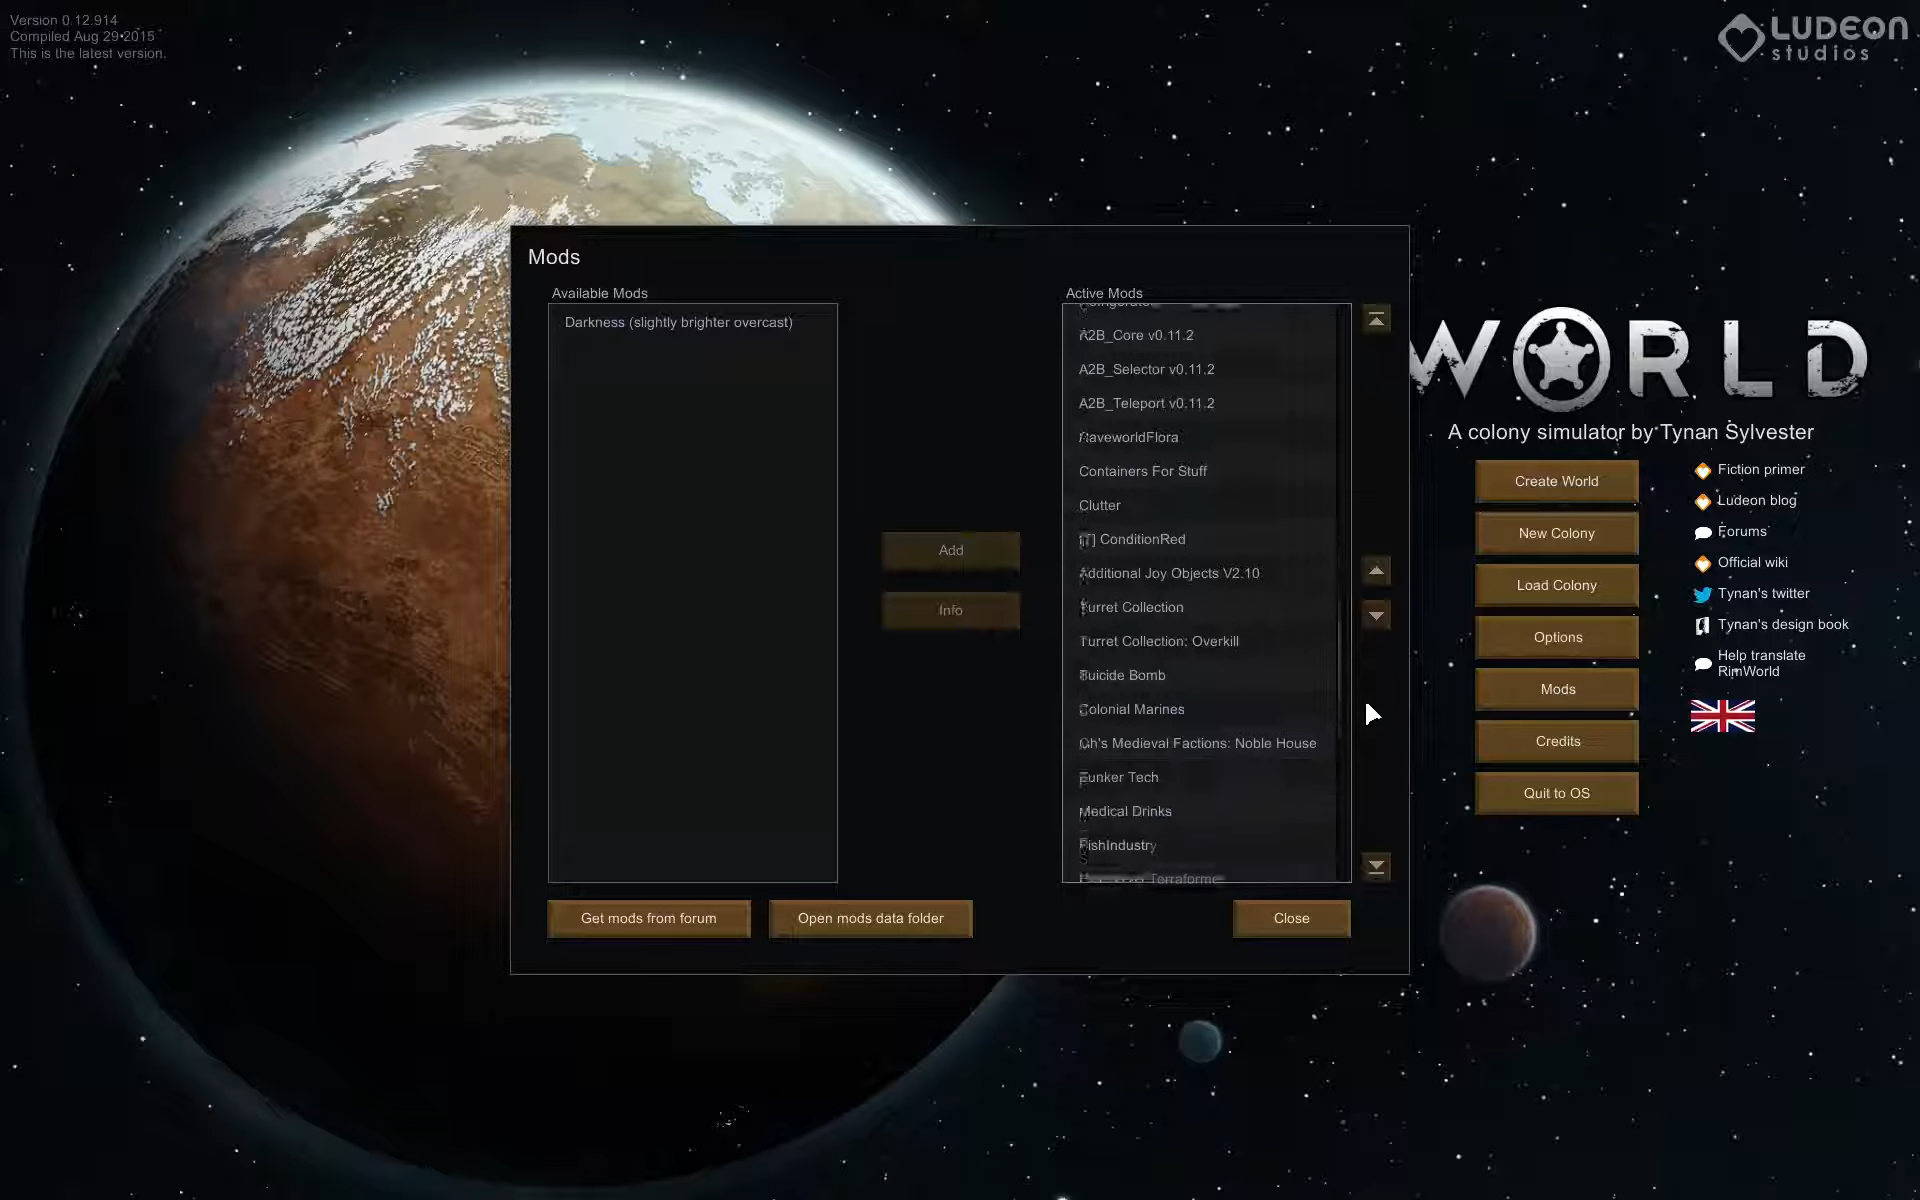 Version 0.12.914
Compiled Aug 29 2015
This is the latest version.
LUDEON
studios
Mods
Available Mods
Darkness (slightly brighter overcast)
Add
Info
Active Mods
A2B_Core v0.11.2
A2B_Selector v0.11.2
A2B_Teleport v0.11.2
CaveworldFlora
Containers For Stuff
Clutter
[T] ConditionRed
Additional Joy Objects V2.10
Turret Collection
Turret Collection: Overkill
Suicide Bomb
Colonial Marines
Oh's Medieval Factions: Noble House
Bunker Tech
Medical Drinks
FishIndustry
Terraforme
Get mods from forum
Open mods data folder
Close
WORLD
A colony simulator by Tynan Sylvester
Create World
New Colony
Load Colony
Options
Mods
Credits
Quit to OS
Fiction primer
Ludeon blog
Forums
Official wiki
Tynan's twitter
Tynan's design book
Help translate
RimWorld